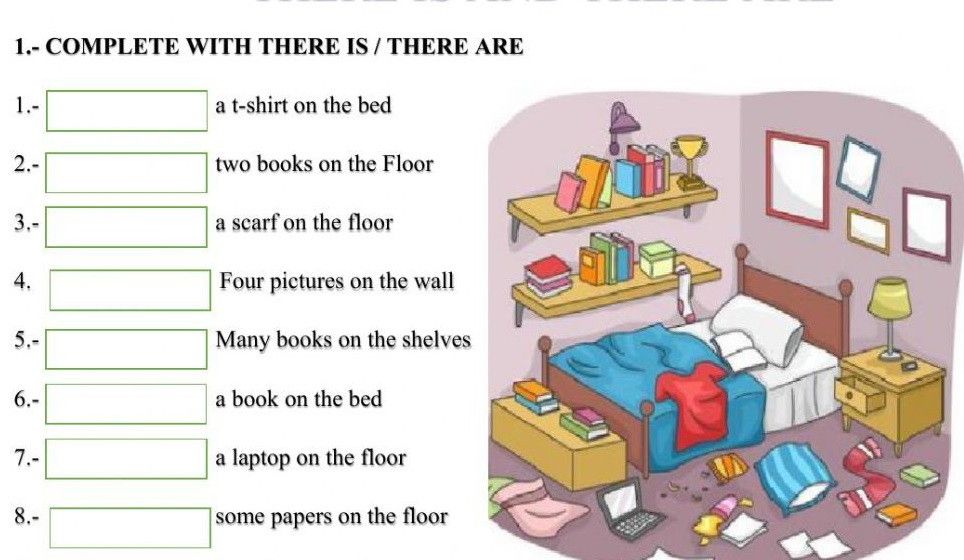 1.- COMPLETE WITH THERE IS / THERE ARE
1.- a t-shirt on the bed
2.- two books on the Floor
3.- a scarf on the floor
4. Four pictures on the wall
5.- Many books on the shelves
6.- a book on the bed
7.- a laptop on the floor
8.- some papers on the floor